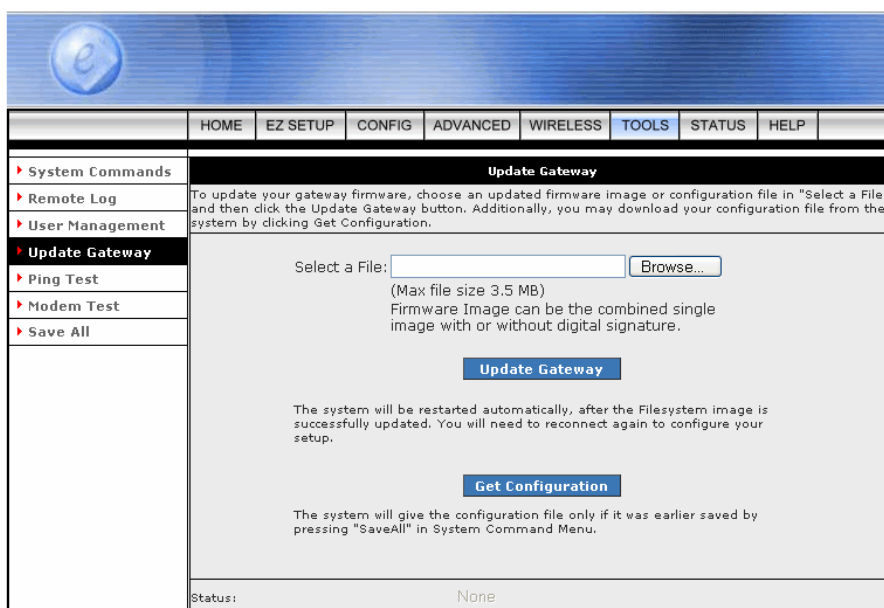 e
HOME EZ SETUP CONFIG ADVANCED WIRELESS TOOLS STATUS HELP
System Commands
Remote Log
User Management
Update Gateway
Ping Test
Modem Test
Save All
Update Gateway
To update your gateway firmware, choose an updated firmware image or configuration file in "Select a File
and then click the Update Gateway button. Additionally, you may download your configuration file from the
system by clicking Get Configuration.
Select a File: Browse...
(Max file size 3.5 MB)
Firmware Image can be the combined single
image with or without digital signature.
Update Gateway
The system will be restarted automatically, after the Filesystem image is
successfully updated. You will need to reconnect again to configure your
setup.
Get Configuration
The system will give the configuration file only if it was earlier saved by
pressing "SaveAll" in System Command Menu.
Status: None